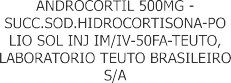 ANDROCORTIL 500MG -
SUCC.SOD.HIDROCORTISONA-PO
LIO SOL INJ IM/IV-50FA-TEUTO,
LABORATORIO TEUTO BRASILEIRO
S/A